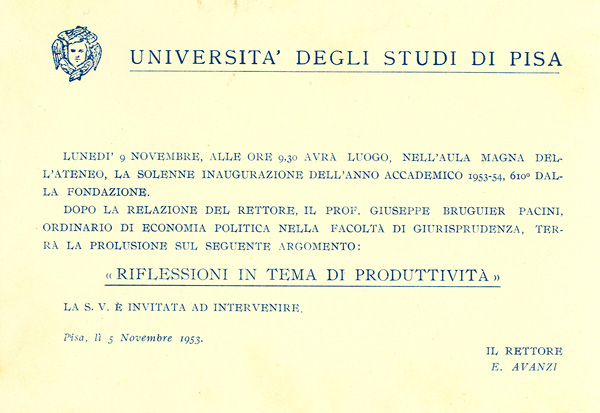 UNIVERSITA' DEGLI STUDI DI PISA
LUNEDI' 9 NOVEMBRE, ALLE ORE 9,30 AVRÀ LUOGO, NELL'AULA MAGNA DEL-
L'ATENEO, LA SOLENNE INAUGURAZIONE DELL'ANNO ACCADEMICO 1953-54, 610º DAL-
LA FONDAZIONE.
DOPO LA RELAZIONE DEL RETTORE, IL PROF. GIUSEPPE BRUGUIER PACINI,
ORDINARIO DI ECONOMIA POLITICA NELLA FACOLTÀ DI GIURISPRUDENZA, TER-
RÀ LA PROLUSIONE SUL SEGUENTE ARGOMENTO:
« RIFLESSIONI IN TEMA DI PRODUTTIVITÀ »
LA S. V. È INVITATA AD INTERVENIRE.
Pisa, lì 5 Novembre 1953.
IL RETTORE
E. AVANZI